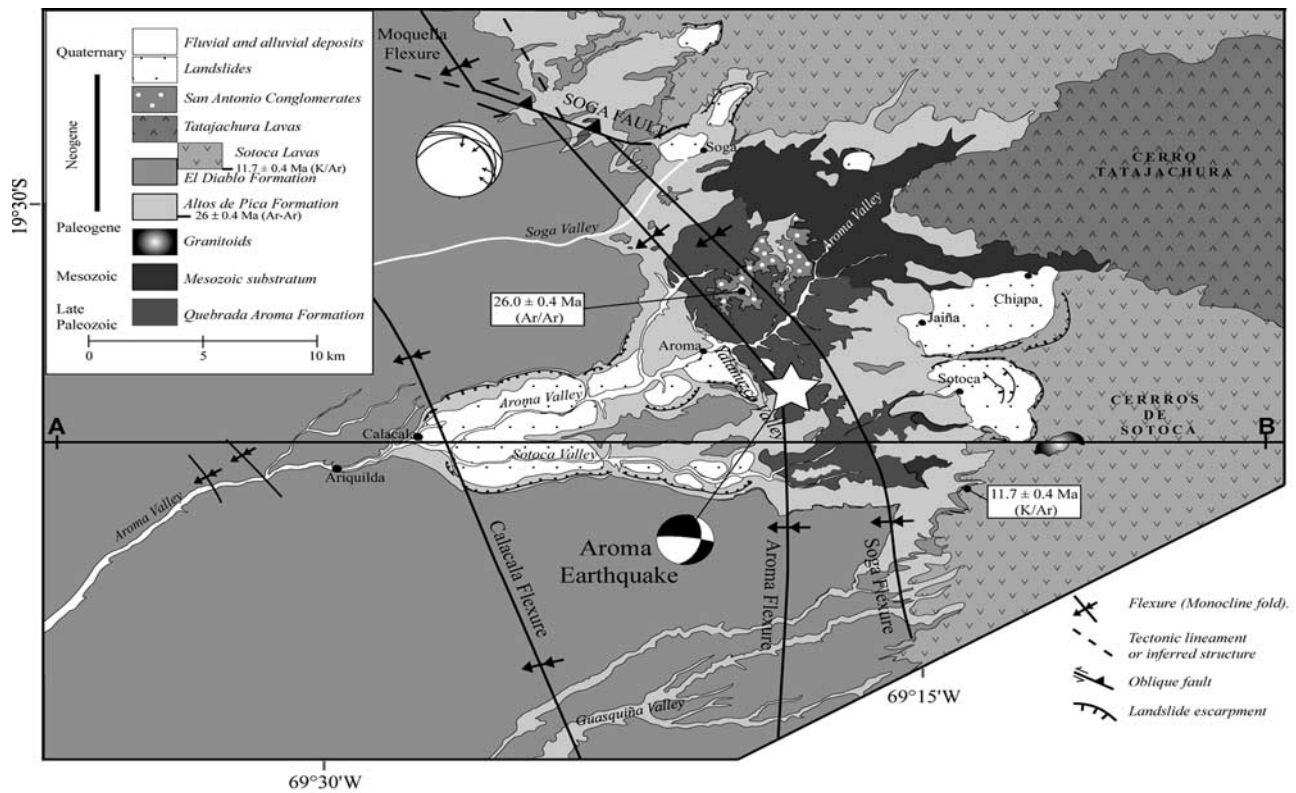 Quaternary
Neogene
Paleogene
Mesozoic
Late
Paleozoic
Fluvial and alluvial deposits
Landslides
San Antonio Conglomerates
Tatajachura Lavas
Sotoca Lavas
11.7 ± 0.4 Ma (K/Ar)
El Diablo Formation
Altos de Pica Formation
26 ± 0.4 Ma (Ar-Ar)
Granitoids
Mesozoic substratum
Quebrada Aroma Formation
0
5
10 km
19°30'S
Moquella
Flexure
SOGA FAULT
Soga
CERRO
TATAJACHURA
Soga Valley
Aroma Valley
26.0 ± 0.4 Ma
(Ar/Ar)
Chiapa
Jaiña
Aroma
Sotoca
Aroma Valley
Valley
CERRROS
DE
SOTOCA
A
B
Calacala
Sotoca Valley
Ariquilda
Aroma Valley
11.7 ± 0.4 Ma
(K/Ar)
Aroma
Earthquake
Calacala Flexure
Aroma Flexure
Soga Flexure
Guasquiña Valley
69°15'W
69°30'W
Flexure (Monocline fold).
Tectonic lineament
or inferred structure
Oblique fault
Landslide escarpment